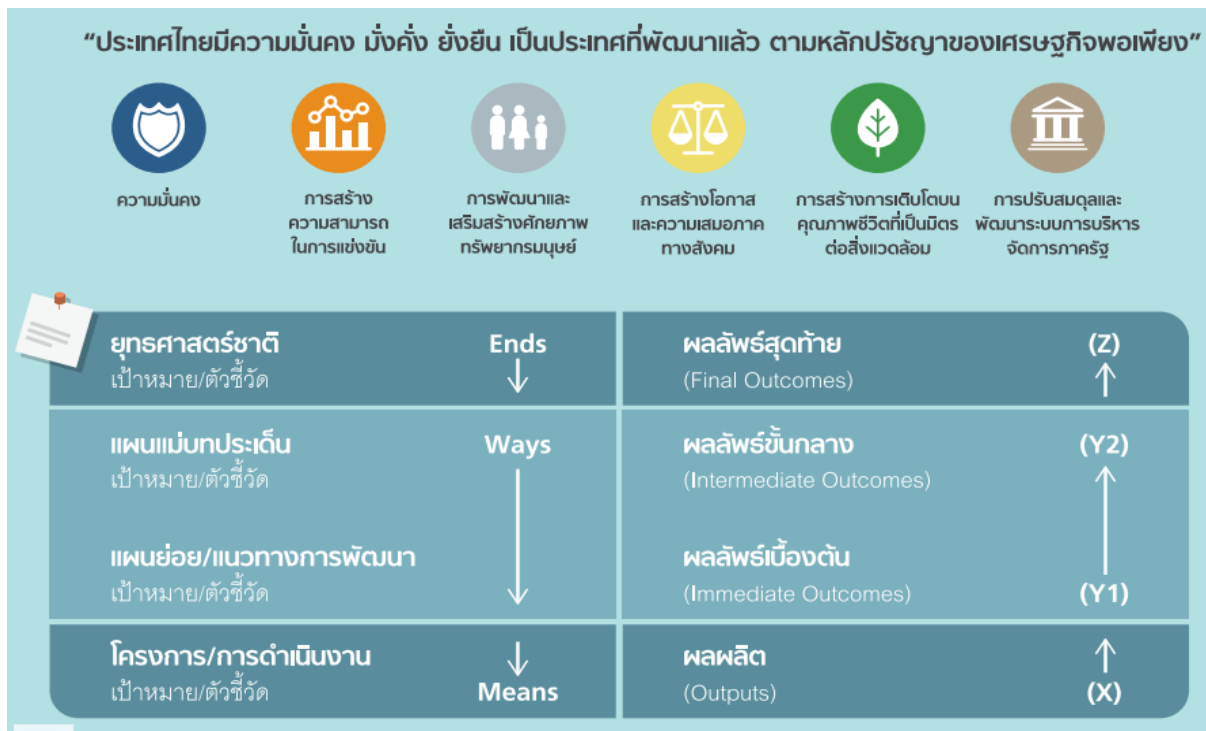 “ประเทศไทยมีความมั่นคง มั่งคั่ง ยั่งยืน เป็นประเทศที่พัฒนาแล้ว ตามหลักปรัชญาของเศรษฐกิจพอเพียง”
ความมั่นคง
การสร้าง
ความสามารถ
ในการแข่งขัน
การพัฒนาและ
เสริมสร้างศักยภาพ
ทรัพยากรมนุษย์
การสร้างโอกาส
และความเสมอภาค
ทางสังคม
การสร้างการเติบโตบน
คุณภาพชีวิตที่เป็นมิตร
ต่อสิ่งแวดล้อม
การปรับสมดุลและ
พัฒนาระบบการบริหาร
จัดการภาครัฐ
ยุทธศาสตร์ชาติ Ends
เป้าหมาย/ตัวชี้วัด
ผลลัพธ์สุดท้าย (Z)
(Final Outcomes)
แผนแม่บทประเด็น Ways
เป้าหมาย/ตัวชี้วัด
ผลลัพธ์ขั้นกลาง (Y2)
(Intermediate Outcomes)
แผนย่อย/แนวทางการพัฒนา
เป้าหมาย/ตัวชี้วัด
ผลลัพธ์เบื้องต้น
(Immediate Outcomes) (Y1)
โครงการ/การดำเนินงาน
เป้าหมาย/ตัวชี้วัด Means
ผลผลิต
(Outputs) (X)